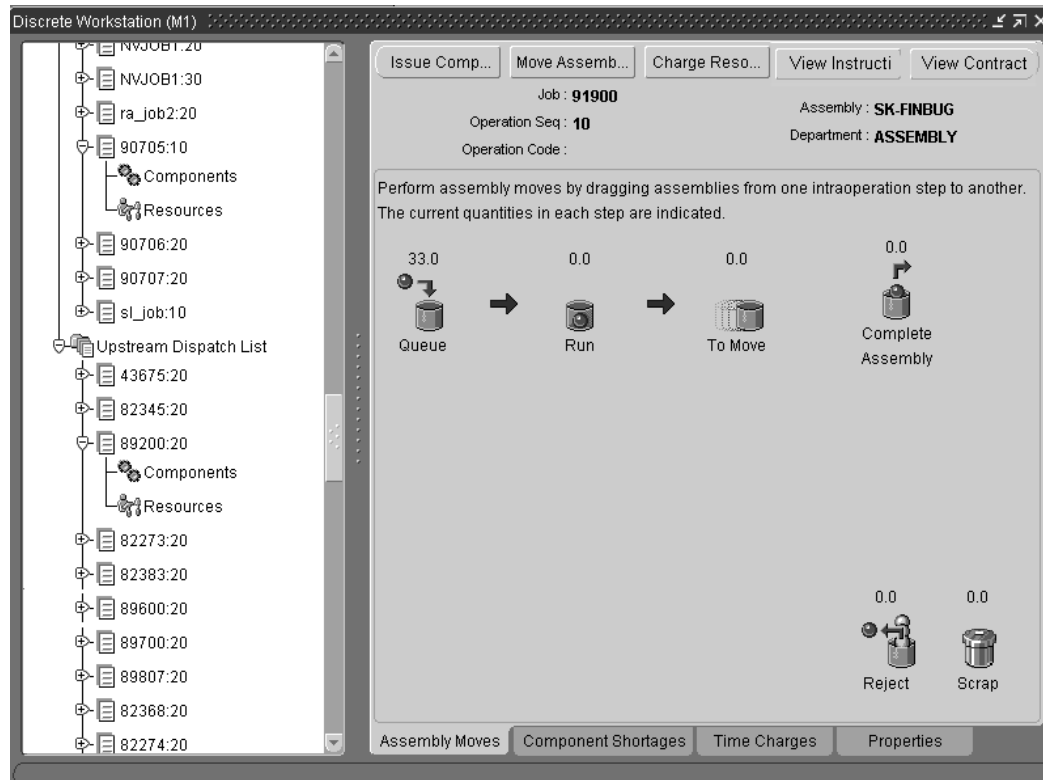 Discrete Workstation (M1)
NVJOB1:20
NVJOB1:30
ra_job2:20
90705:10
Components
Resources
90706:20
90707:20
sl_job:10
Upstream Dispatch List
43675:20
82345:20
89200:20
Components
Resources
82273:20
82383:20
89600:20
89700:20
89807:20
82368:20
82274:20
Issue Comp... Move Assemb... Charge Reso... View Instructi View Contract
Job : 91900
Operation Seq : 10
Operation Code :
Assembly : SK-FINBUG
Department : ASSEMBLY
Perform assembly moves by dragging assemblies from one intraoperation step to another.
The current quantities in each step are indicated.
33.0 0.0 0.0 0.0
Queue Run To Move Complete
Assembly
0.0 0.0
Reject Scrap
Assembly Moves Component Shortages Time Charges Properties